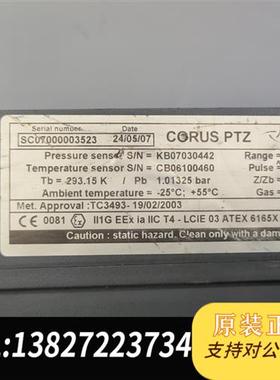 Serial number
Date
SC07000003523
24/05/07
CORUS PTZ
Pressure sensor S/N = KB07030442
Range =
Temperature sensor S/N = CB06100460
Pulse
Tb = 293.15 K / Pb 1.01325 bar
Z/Zb
Ambient temperature = -25°C; +55°C
Gas =
Met. Approval :TC3493- 19/02/2003
0081 II1G EEx ia IIC T4 - LCIE 03 ATEX 6165X
Caution : static hazard. Clean only with a dam
原装正
L:13827223734
支持对公